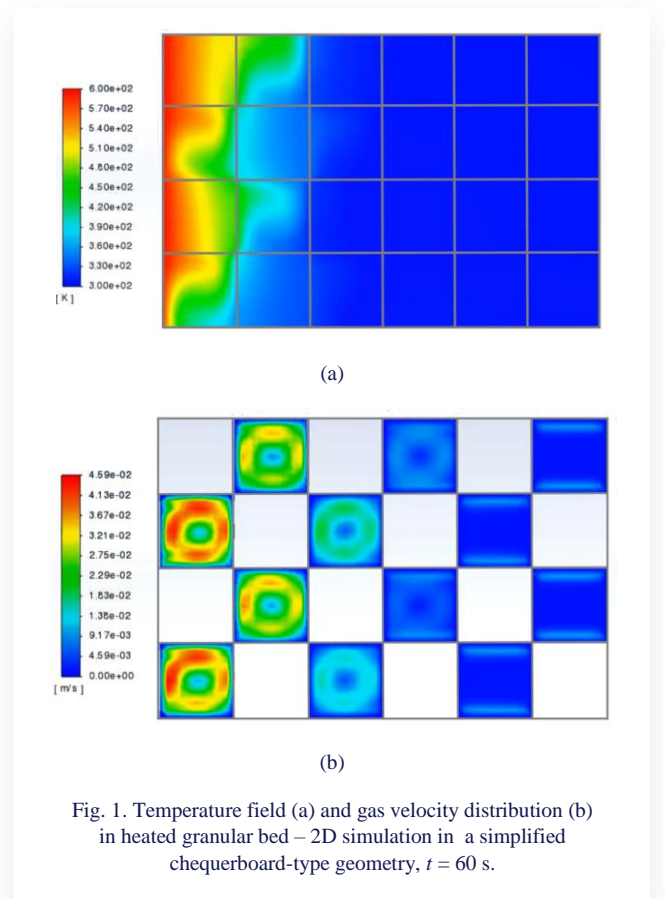 6.00e+02
5.70e+02
5.40e+02
5.10e+02
4.80e+02
4.50e+02
4.20e+02
3.90e+02
3.60e+02
3.30e+02
3.00e+02
[ K ]
(a)
4.59e-02
4.13e-02
3.67e-02
3.21e-02
2.75e-02
2.29e-02
1.83e-02
1.38e-02
9.17e-03
4.59e-03
0.00e+00
[ m/s ]
(b)
Fig. 1. Temperature field (a) and gas velocity distribution (b)
in heated granular bed – 2D simulation in a simplified
chequerboard-type geometry, t = 60 s.